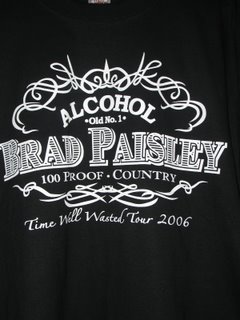 ALCOHOL
•Old No. 1•
BRAD PAISLEY
100 PROOF • COUNTRY
Time Well Wasted Tour 2006